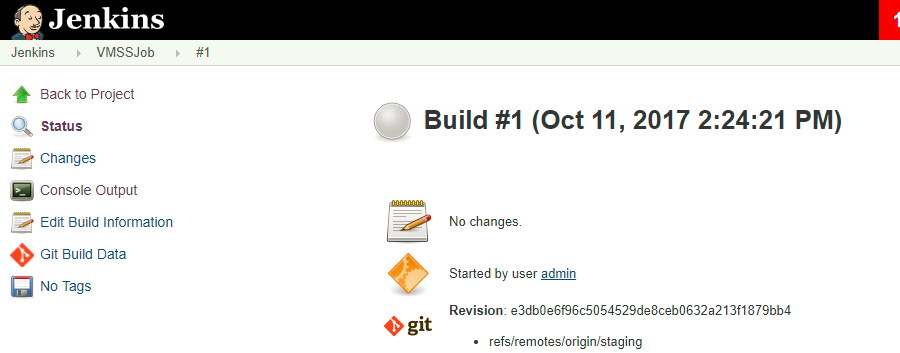 Jenkins
1
Jenkins VMSSJob #1
Back to Project
Status
Changes
Console Output
Edit Build Information
Git Build Data
No Tags
Build #1 (Oct 11, 2017 2:24:21 PM)
No changes.
Started by user admin
git
Revision: e3db0e6f96c5054529de8ceb0632a213f1879bb4
refs/remotes/origin/staging